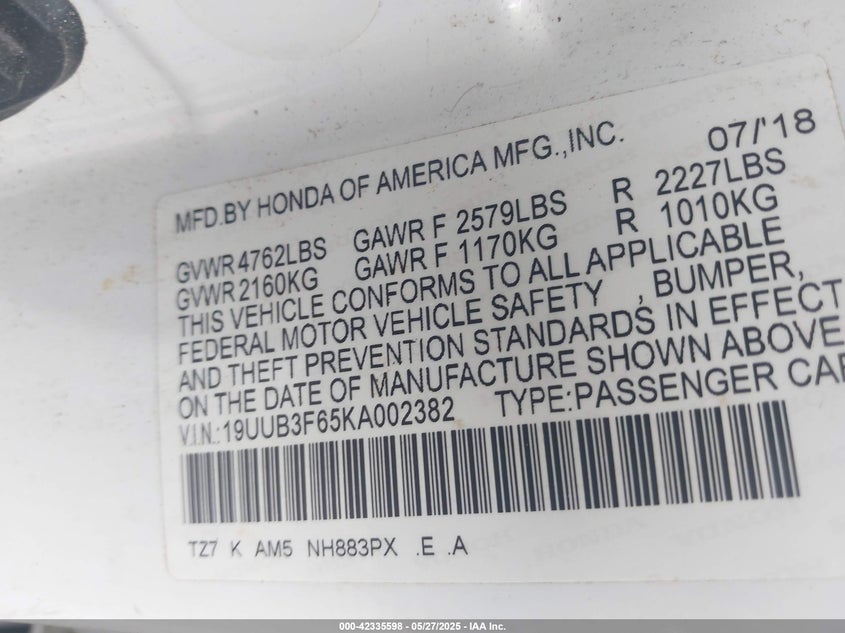 MFD.BY HONDA OF AMERICA MFG.,INC. 07/'18
GVWR 4762LBS GAWR F 2579LBS R 2227LBS
GVWR 2160KG GAWR F 1170KG R 1010KG
THIS VEHICLE CONFORMS TO ALL APPLICABLE
FEDERAL MOTOR VEHICLE SAFETY , BUMPER,
AND THEFT PREVENTION STANDARDS IN EFFECT
ON THE DATE OF MANUFACTURE SHOWN ABOVE
V.I.N.:19UUB3F65KA002382 TYPE:PASSENGER CAR
TZ7 K AM5 NH883PX .E .A
000-42335598 - 05/27/2025 - IAA Inc.